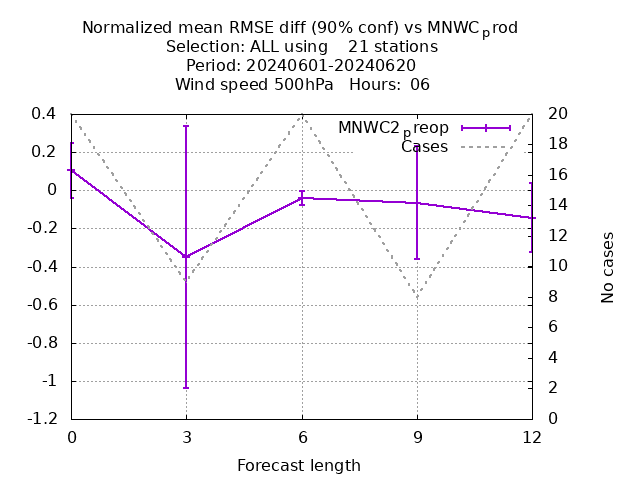 Normalized mean RMSE diff (90% conf) vs MNWCprod
Selection: ALL using    21 stations
Period: 20240601-20240620
Wind speed 500hPa   Hours:  06
0.4
0.2
0
-0.2
-0.4
-0.6
-0.8
-1
-1.2
20
18
16
14
12
10
8
6
4
2
0
MNWC2preop
Cases
No cases
0 3 6 9 12
Forecast length